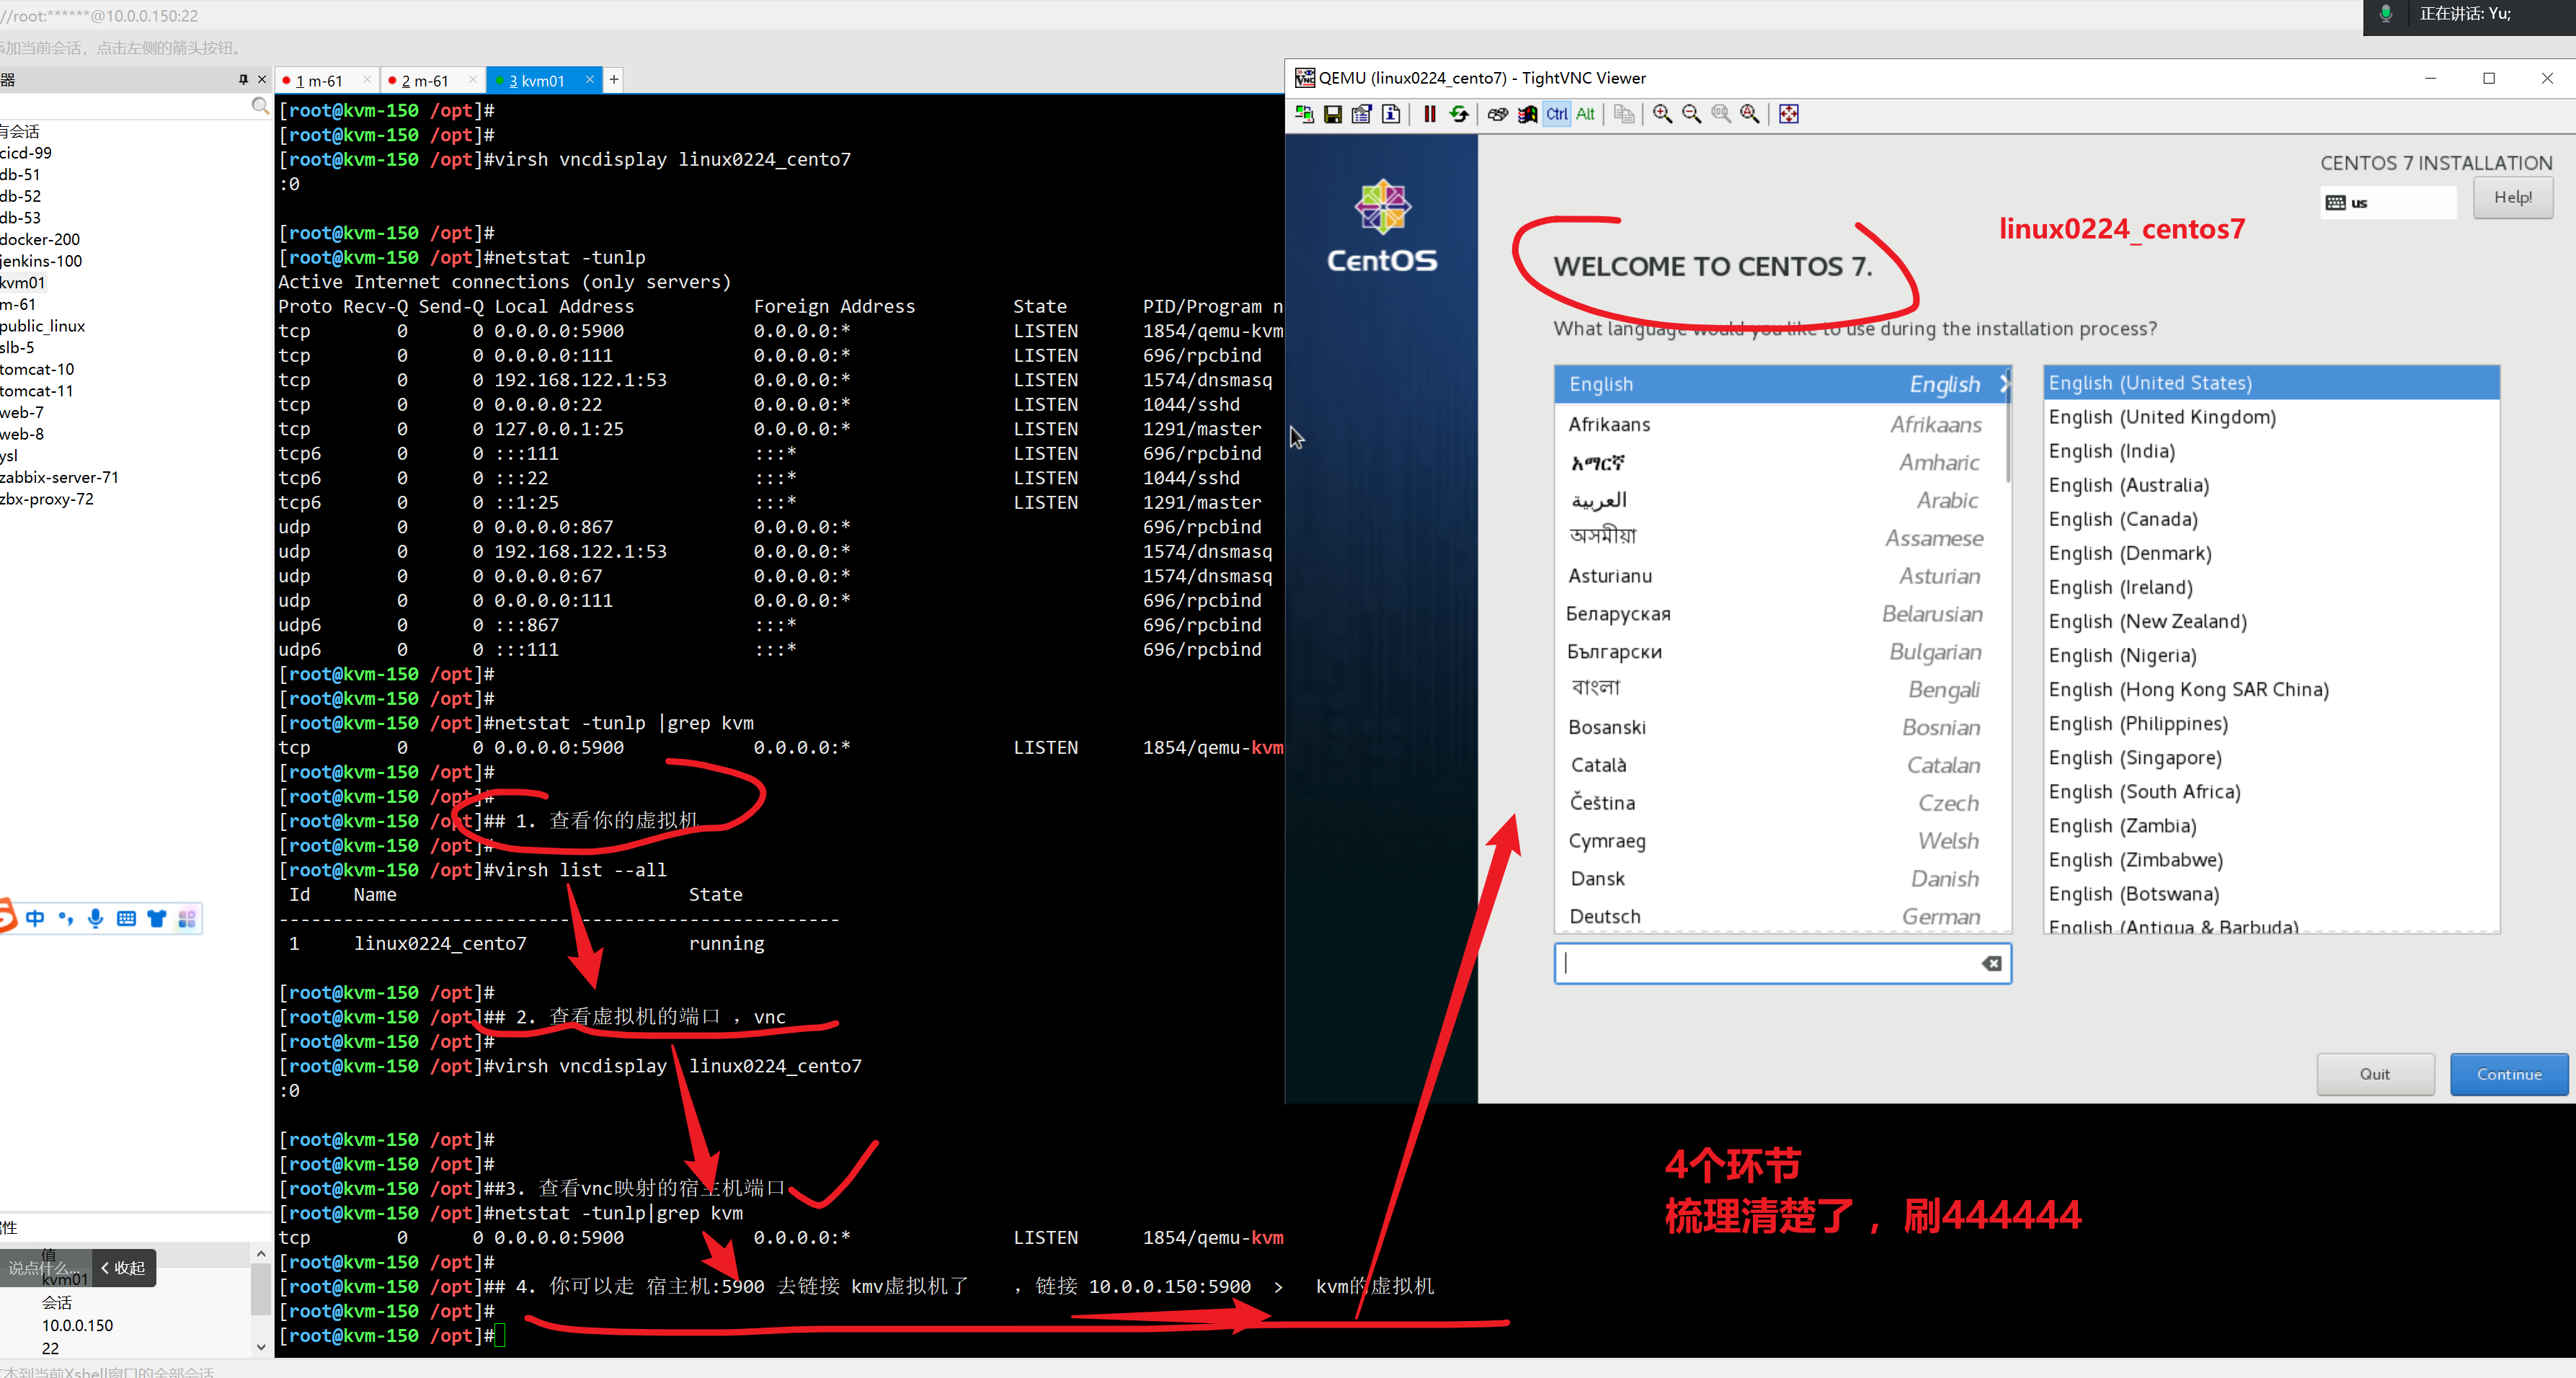 //root:******@10.0.0.150:22
正在讲话: Yu;
添加当前会话，点击左侧的箭头按钮。
器
有会话
cicd-99
db-51
db-52
db-53
docker-200
jenkins-100
kvm01
m-61
public_linux
slb-5
tomcat-10
tomcat-11
web-7
web-8
ysl
zabbix-server-71
zbx-proxy-72
中
属性
值
说点什么...
收起
kvm01
会话
10.0.0.150
22
1 m-61
2 m-61
3 kvm01
[root@kvm-150 /opt]#
[root@kvm-150 /opt]#
[root@kvm-150 /opt]#virsh vncdisplay linux0224_cento7
:0
[root@kvm-150 /opt]#
[root@kvm-150 /opt]#netstat -tunlp
Active Internet connections (only servers)
Proto Recv-Q Send-Q Local Address Foreign Address State PID/Program n
tcp 0 0 0.0.0.0:5900 0.0.0.0:* LISTEN 1854/qemu-kvm
tcp 0 0 0.0.0.0:111 0.0.0.0:* LISTEN 696/rpcbind
tcp 0 0 192.168.122.1:53 0.0.0.0:* LISTEN 1574/dnsmasq
tcp 0 0 0.0.0.0:22 0.0.0.0:* LISTEN 1044/sshd
tcp 0 0 127.0.0.1:25 0.0.0.0:* LISTEN 1291/master
tcp6 0 0 :::111 :::* LISTEN 696/rpcbind
tcp6 0 0 :::22 :::* LISTEN 1044/sshd
tcp6 0 0 ::1:25 :::* LISTEN 1291/master
udp 0 0 0.0.0.0:867 0.0.0.0:* 696/rpcbind
udp 0 0 192.168.122.1:53 0.0.0.0:* 1574/dnsmasq
udp 0 0 0.0.0.0:67 0.0.0.0:* 1574/dnsmasq
udp 0 0 0.0.0.0:111 0.0.0.0:* 696/rpcbind
udp6 0 0 :::867 :::* 696/rpcbind
udp6 0 0 :::111 :::* 696/rpcbind
[root@kvm-150 /opt]#
[root@kvm-150 /opt]#
[root@kvm-150 /opt]#netstat -tunlp |grep kvm
tcp 0 0 0.0.0.0:5900 0.0.0.0:* LISTEN 1854/qemu-kvm
[root@kvm-150 /opt]#
[root@kvm-150 /opt]#
[root@kvm-150 /opt]## 1. 查看你的虚拟机
[root@kvm-150 /opt]#
[root@kvm-150 /opt]#virsh list --all
Id Name State
----------------------------------------------------
1 linux0224_cento7 running
[root@kvm-150 /opt]#
[root@kvm-150 /opt]## 2. 查看虚拟机的端口 ，vnc
[root@kvm-150 /opt]#
[root@kvm-150 /opt]#virsh vncdisplay linux0224_cento7
:0
[root@kvm-150 /opt]#
[root@kvm-150 /opt]#
[root@kvm-150 /opt]##3. 查看vnc映射的宿主机端口
[root@kvm-150 /opt]#netstat -tunlp|grep kvm
tcp 0 0 0.0.0.0:5900 0.0.0.0:* LISTEN 1854/qemu-kvm
[root@kvm-150 /opt]#
[root@kvm-150 /opt]## 4. 你可以走 宿主机:5900 去链接 kmv虚拟机了 ，链接 10.0.0.150:5900 > kvm的虚拟机
[root@kvm-150 /opt]#
[root@kvm-150 /opt]#
QEMU (linux0224_cento7) - TightVNC Viewer
Ctrl Alt
CentOS
CENTOS 7 INSTALLATION
us
Help!
linux0224_centos7
WELCOME TO CENTOS 7.
What language would you like to use during the installation process?
English English
Afrikaans Afrikaans
አማርኛ Amharic
العربية Arabic
অসমীয়া Assamese
Asturianu Asturian
Беларуская Belarusian
Български Bulgarian
বাংলা Bengali
Bosanski Bosnian
Català Catalan
Čeština Czech
Cymraeg Welsh
Dansk Danish
Deutsch German
English (United States)
English (United Kingdom)
English (India)
English (Australia)
English (Canada)
English (Denmark)
English (Ireland)
English (New Zealand)
English (Nigeria)
English (Hong Kong SAR China)
English (Philippines)
English (Singapore)
English (South Africa)
English (Zambia)
English (Zimbabwe)
English (Botswana)
English (Antigua & Barbuda)
Quit
Continue
4个环节
梳理清楚了 ，刷444444
本到当前Xshell窗口的全部会话